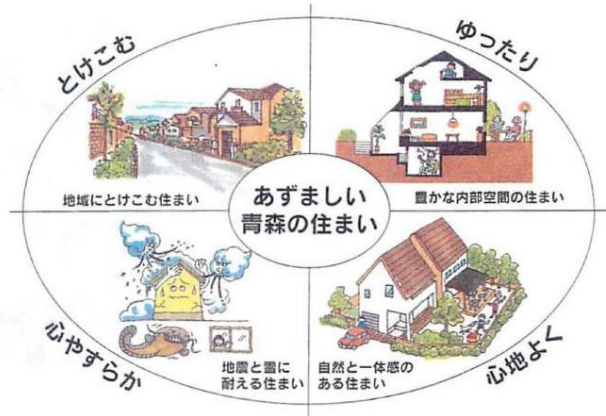 とけこむ
ゆったり
地域にとけこむ住まい
豊かな内部空間の住まい
あずましい
青森の住まい
心やすらか
地震と雪に
耐える住まい
自然と一体感の
ある住まい
心地よく